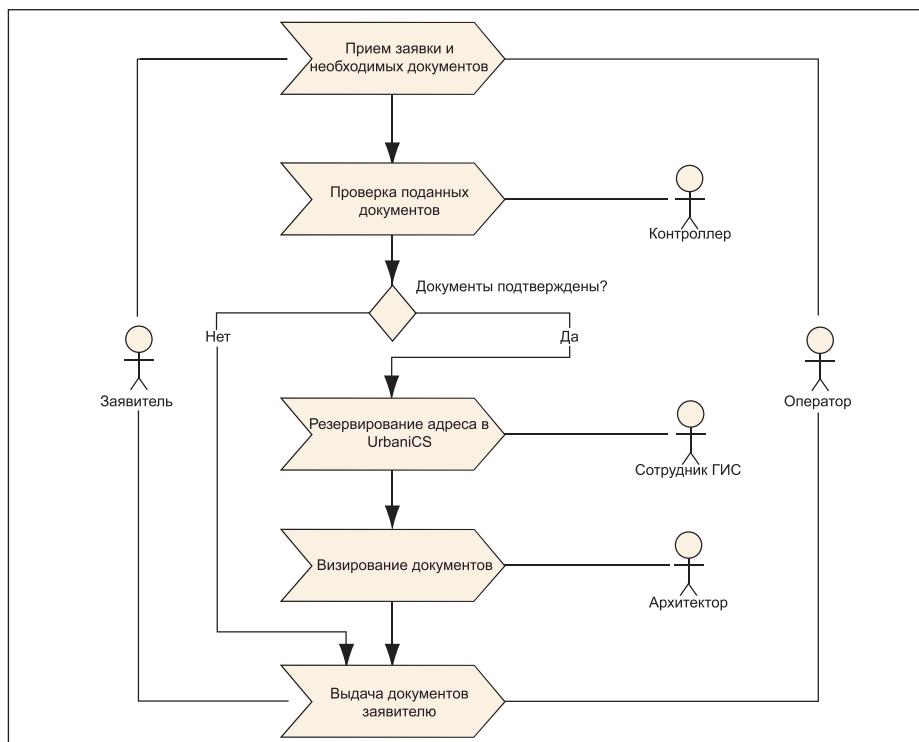 Прием заявки и
необходимых документов
Проверка поданных
документов
Контроллер
Документы подтверждены?
Нет
Да
Заявитель
Оператор
Резервирование адреса в
UrbaniCS
Сотрудник ГИС
Визирование документов
Архитектор
Выдача документов
заявителю